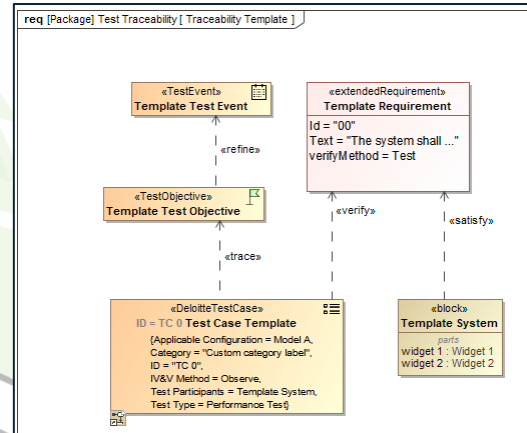 req [Package] Test Traceability [ Traceability Template ]
«TestEvent»
Template Test Event
«extendedRequirement»
Template Requirement
Id = "00"
Text = "The system shall ..."
verifyMethod = Test
«refine»
«TestObjective»
Template Test Objective
«verify»
«satisfy»
«trace»
«DeloitteTestCase»
ID = TC 0 Test Case Template
{Applicable Configuration = Model A,
Category = "Custom category label",
ID = "TC 0",
IV&V Method = Observe,
Test Participants = Template System,
Test Type = Performance Test}
«block»
Template System
parts
widget 1 : Widget 1
widget 2 : Widget 2